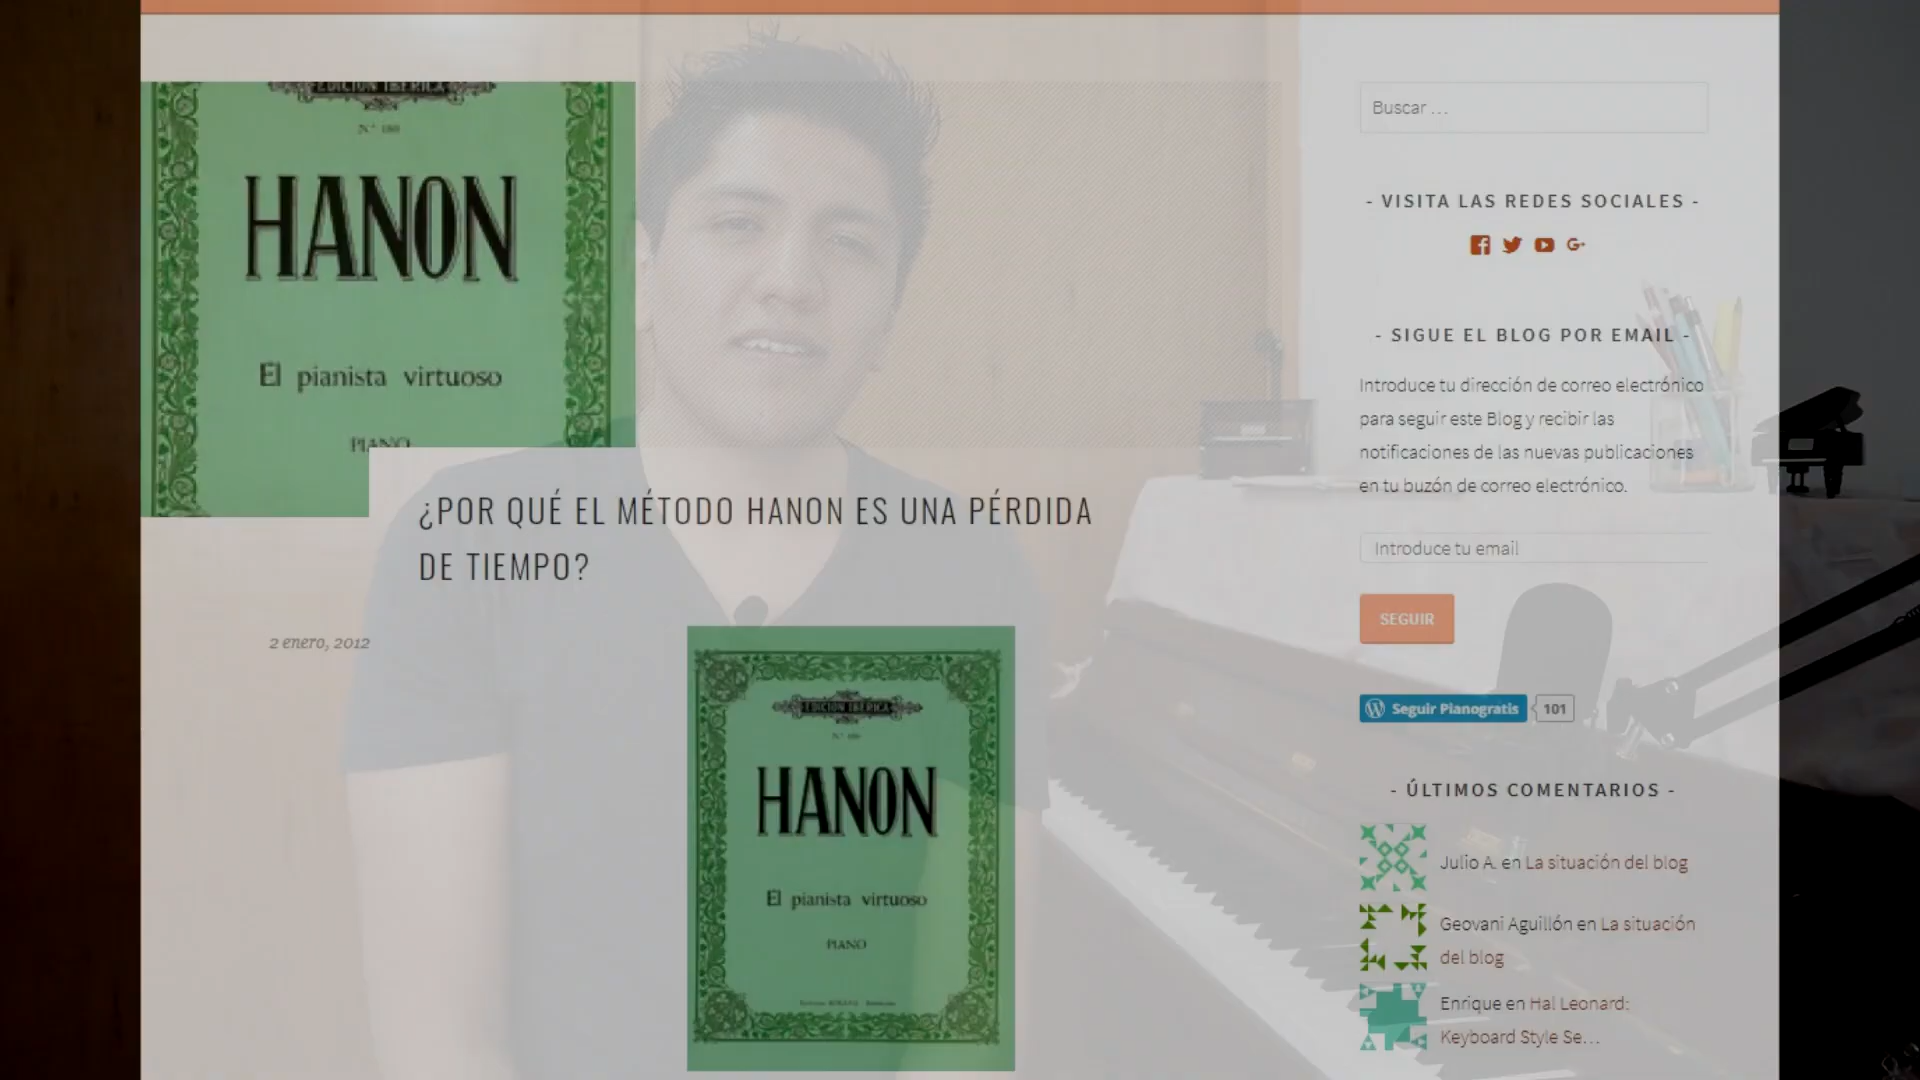 EDICION IBERICA
N.º 188
HANON
El pianista virtuoso
PIANO
¿POR QUÉ EL MÉTODO HANON ES UNA PÉRDIDA
DE TIEMPO?
2 enero, 2012
EDICION IBERICA
HANON
El pianista virtuoso
PIANO
Buscar …
- VISITA LAS REDES SOCIALES -
- SIGUE EL BLOG POR EMAIL -
Introduce tu dirección de correo electrónico
para seguir este Blog y recibir las
notificaciones de las nuevas publicaciones
en tu buzón de correo electrónico.
Introduce tu email
SEGUIR
Seguir Pianogratis 101
- ÚLTIMOS COMENTARIOS -
Julio A. en La situación del blog
Geovani Aguillón en La situación
del blog
Enrique en Hal Leonard:
Keyboard Style Se…